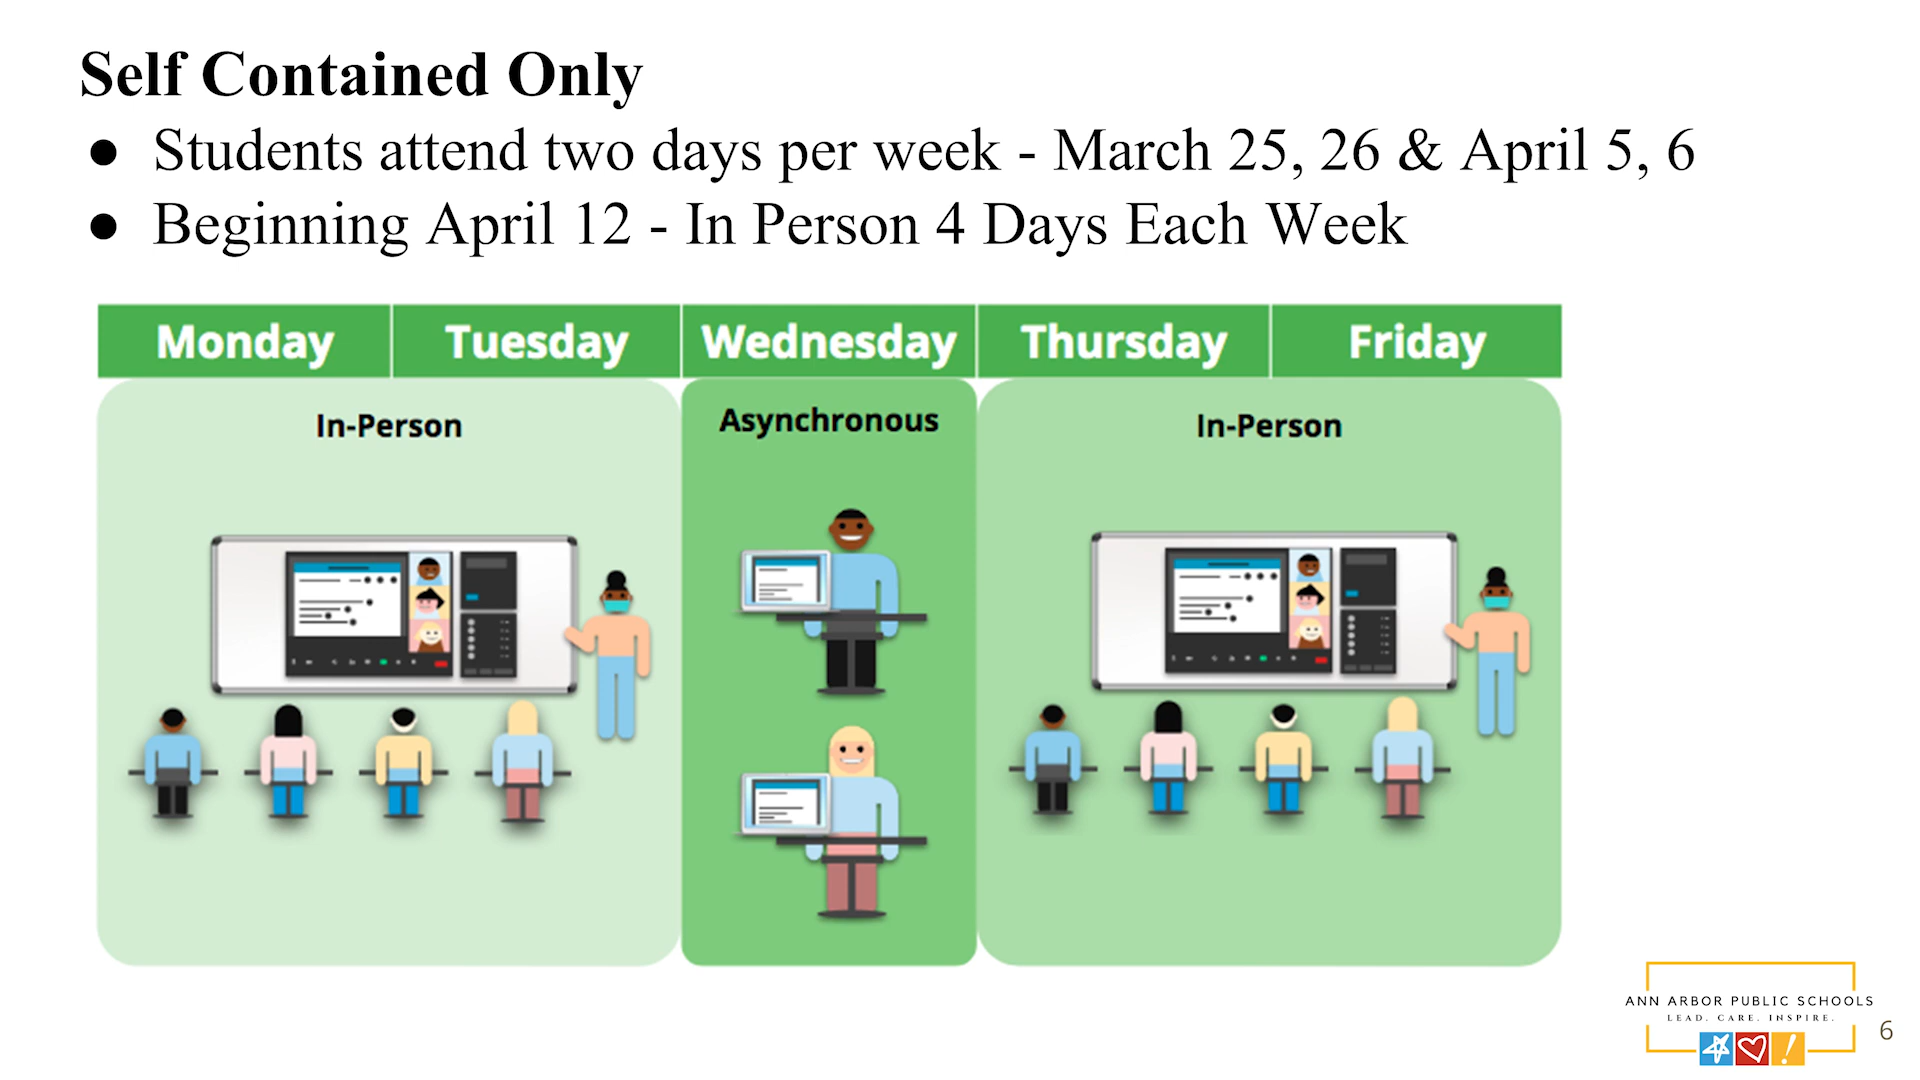 Self Contained Only
● Students attend two days per week - March 25, 26 & April 5, 6
● Beginning April 12 - In Person 4 Days Each Week
Monday Tuesday Wednesday Thursday Friday
In-Person Asynchronous In-Person
ANN ARBOR PUBLIC SCHOOLS
LEAD. CARE. INSPIRE.
6